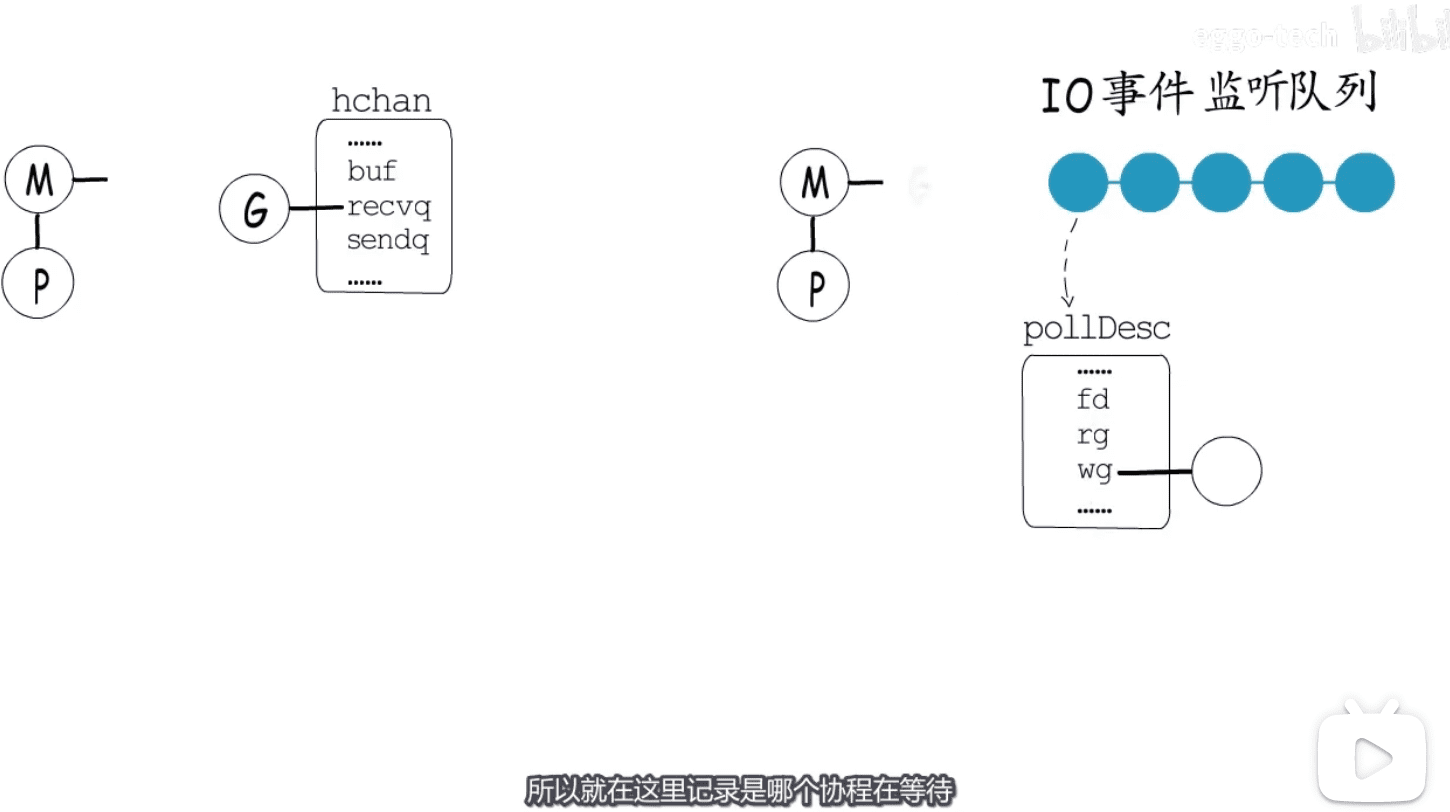 eggo-tech bilibili
IO事件 监听队列
hchan
......
buf
recvq
sendq
......
M
G
P
M
G
P
pollDesc
......
fd
rg
wg
......
所以就在这里记录是哪个协程在等待